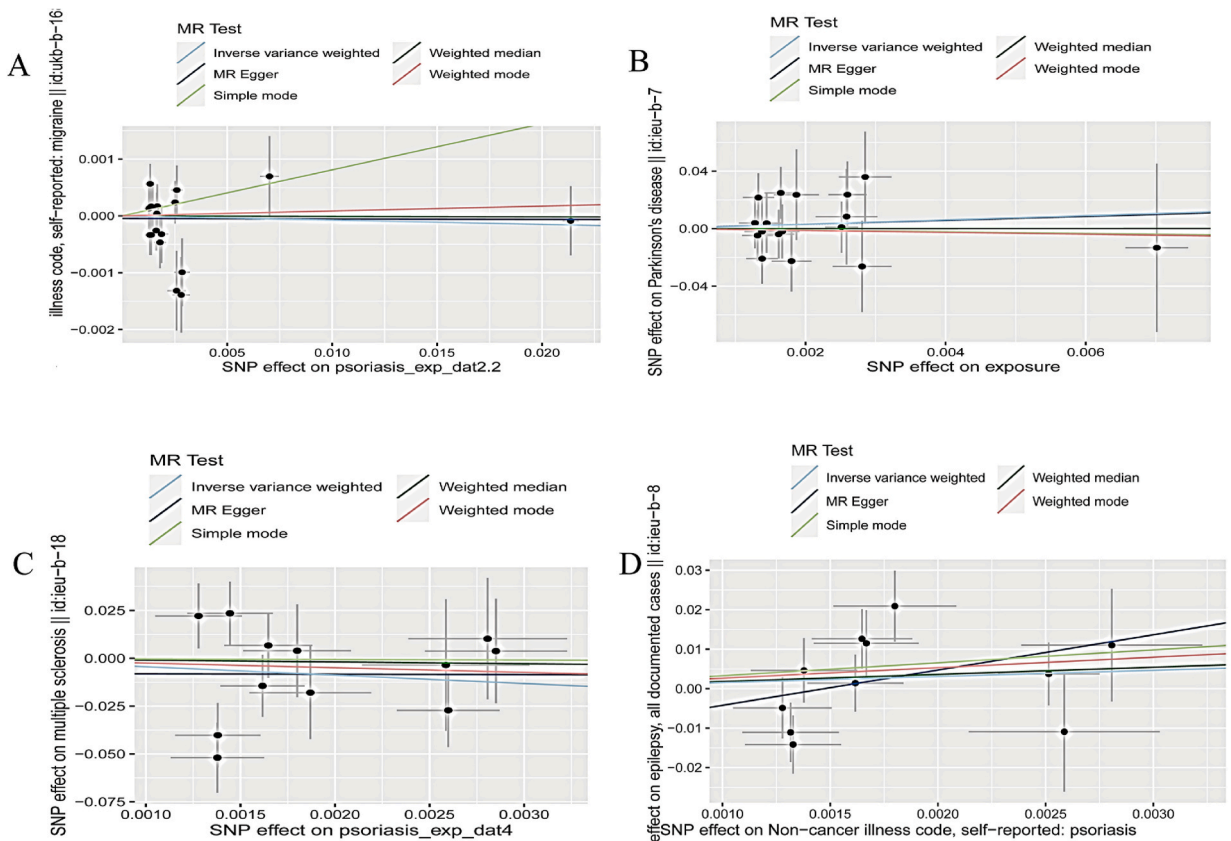 A
MR Test
Inverse variance weighted
MR Egger
Simple mode
Weighted median
Weighted mode
illness code, self-reported: migraine || id:ukb-b-16
0.001
0.000
−0.001
−0.002
0.005
0.010
0.015
0.020
SNP effect on psoriasis_exp_dat2.2
B
MR Test
Inverse variance weighted
MR Egger
Simple mode
Weighted median
Weighted mode
SNP effect on Parkinson's disease || id:ieu-b-7
0.04
0.00
−0.04
0.002
0.004
0.006
SNP effect on exposure
C
MR Test
Inverse variance weighted
MR Egger
Simple mode
Weighted median
Weighted mode
SNP effect on multiple sclerosis || id:ieu-b-18
0.025
0.000
−0.025
−0.050
−0.075
0.0010
0.0015
0.0020
0.0025
0.0030
SNP effect on psoriasis_exp_dat4
D
MR Test
Inverse variance weighted
MR Egger
Simple mode
Weighted median
Weighted mode
effect on epilepsy, all documented cases || id:ieu-b-8
0.03
0.02
0.01
0.00
−0.01
−0.02
0.0010
0.0015
0.0020
0.0025
0.0030
SNP effect on Non-cancer illness code, self-reported: psoriasis